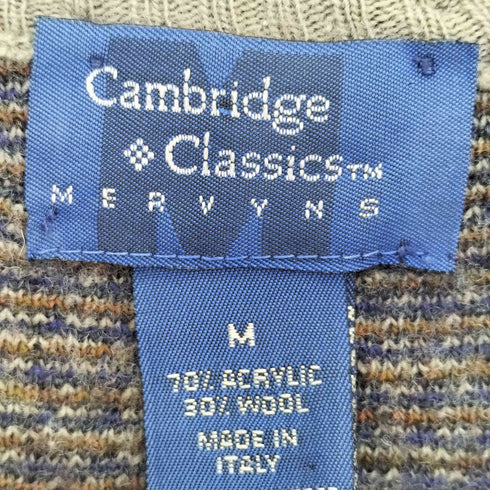 Cambridge
Classics™
MERVYNS
M
70% ACRYLIC
30% WOOL
MADE IN
ITALY